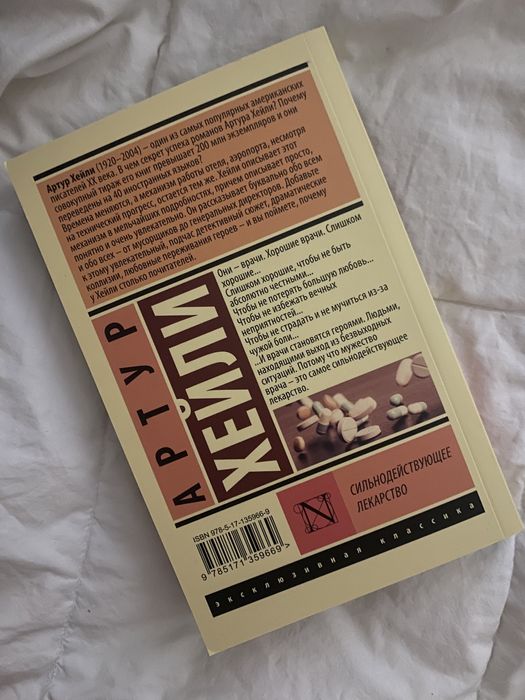 Артур Хейли (1920–2004) – один из самых популярных американских
писателей XX века. В чем секрет успеха романов Артура Хейли? Почему
совокупный тираж его книг превышает 200 млн экземпляров и они
переведены на 40 иностранных языков?
Времена меняются, а механизм работы отеля, аэропорта, несмотря
на технический прогресс, остается тем же. Хейли описывает этот
механизм в мельчайших подробностях, причем описывает просто,
понятно и очень увлекательно. Он рассказывает буквально обо всем
и обо всех – от мусорщиков до генеральных директоров. Добавьте
к этому увлекательный, подчас детективный сюжет, драматические
коллизии, любовные переживания героев – и вы поймете, почему
у Хейли столько почитателей.
АРТУР
ХЕЙЛИ
Они – врачи. Хорошие врачи. Слишком
хорошие...
Слишком хорошие, чтобы не быть
абсолютно честными...
Чтобы не потерять большую любовь...
Чтобы не избежать вечных
неприятностей...
Чтобы не страдать и не мучиться из-за
чужой боли...
...И врачи становятся героями. Людьми,
находящими выход из безвыходных
ситуаций. Потому что мужество
врача – это самое сильнодействующее
лекарство.
N
СИЛЬНОДЕЙСТВУЮЩЕЕ
ЛЕКАРСТВО
ISBN 978-5-17-135966-9
9 785171 359669 >
эксклюзивная классика